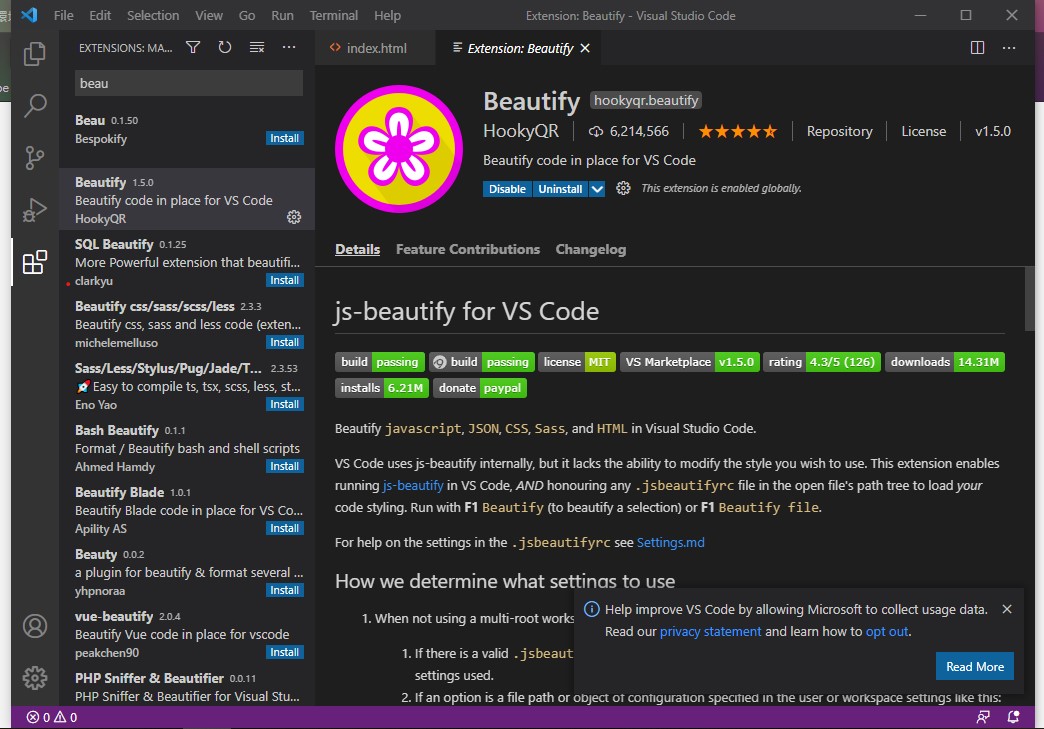 File Edit Selection View Go Run Terminal Help
Extension: Beautify - Visual Studio Code
EXTENSIONS: MA...
beau
Beau 0.1.50
Bespokify
Install
Beautify 1.5.0
Beautify code in place for VS Code
HookyQR
SQL Beautify 0.1.25
More Powerful extension that beautifi...
clarkyu
Install
Beautify css/sass/scss/less 2.3.3
Beautify css, sass and less code (exten...
michelemelluso
Install
Sass/Less/Stylus/Pug/Jade/T... 2.3.53
Easy to compile ts, tsx, scss, less, st...
Eno Yao
Install
Bash Beautify 0.1.1
Format / Beautify bash and shell scripts
Ahmed Hamdy
Install
Beautify Blade 1.0.1
Beautify Blade code in place for VS Co...
Apility AS
Install
Beauty 0.0.2
a plugin for beautify & format several ...
yhpnoraa
Install
vue-beautify 2.0.4
Beautify Vue code in place for vscode
peakchen90
Install
PHP Sniffer & Beautifier 0.0.11
PHP Sniffer & Beautifier for Visual Stu...
index.html
Extension: Beautify
Beautify hookyqr.beautify
HookyQR 6,214,566 Repository License v1.5.0
Beautify code in place for VS Code
Disable Uninstall This extension is enabled globally.
Details Feature Contributions Changelog
js-beautify for VS Code
build passing build passing license MIT VS Marketplace v1.5.0 rating 4.3/5 (126) downloads 14.31M
installs 6.21M donate paypal
Beautify javascript, JSON, CSS, Sass, and HTML in Visual Studio Code.
VS Code uses js-beautify internally, but it lacks the ability to modify the style you wish to use. This extension enables
running js-beautify in VS Code, AND honouring any .jsbeautifyrc file in the open file's path tree to load your
code styling. Run with F1 Beautify (to beautify a selection) or F1 Beautify file.
For help on the settings in the .jsbeautifyrc see Settings.md
How we determine what settings to use
1. When not using a multi-root works
1. If there is a valid .jsbeaut
settings used.
2. If an option is a file path or object of configuration specified in the user or workspace settings like this:
Help improve VS Code by allowing Microsoft to collect usage data.
Read our privacy statement and learn how to opt out.
Read More
0 0